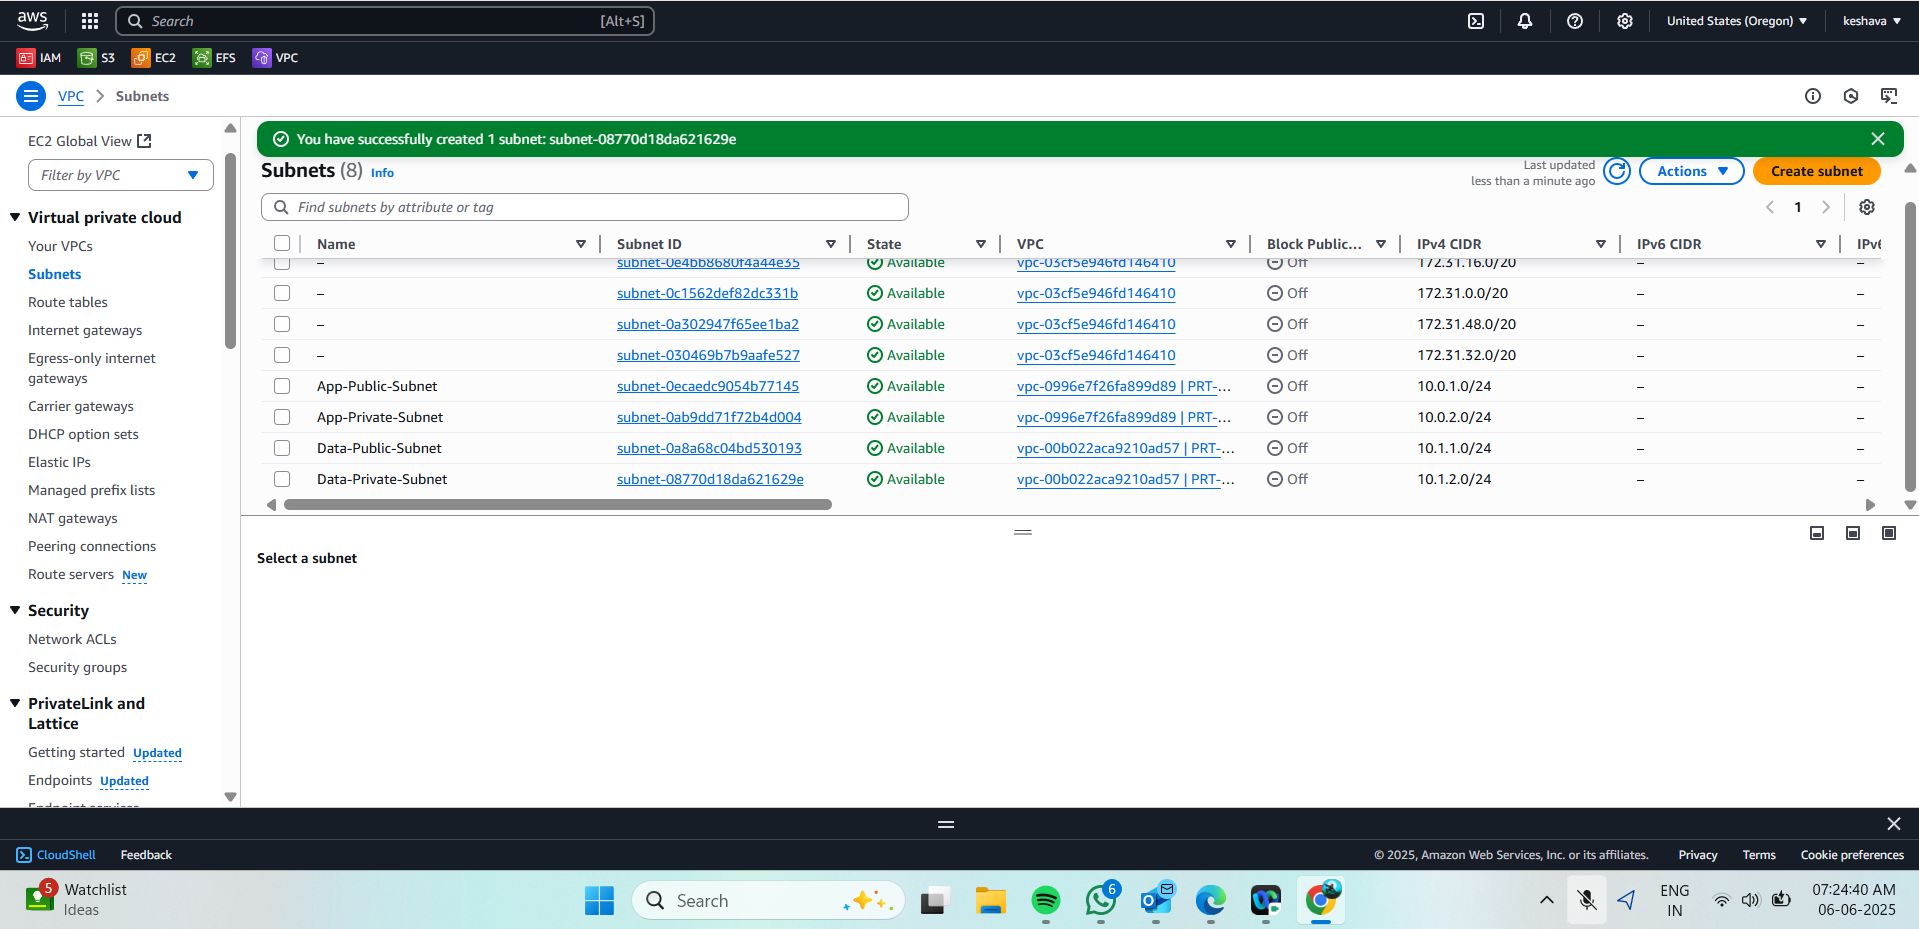 aws
Search [Alt+S]
United States (Oregon)
keshava
IAM S3 EC2 EFS VPC
VPC > Subnets
EC2 Global View
Filter by VPC
Virtual private cloud
Your VPCs
Subnets
Route tables
Internet gateways
Egress-only internet
gateways
Carrier gateways
DHCP option sets
Elastic IPs
Managed prefix lists
NAT gateways
Peering connections
Route servers New
Security
Network ACLs
Security groups
PrivateLink and
Lattice
Getting started Updated
Endpoints Updated
Endpoint services
You have successfully created 1 subnet: subnet-08770d18da621629e
Subnets (8) Info
Last updated
less than a minute ago
Actions
Create subnet
Find subnets by attribute or tag
1
Name Subnet ID State VPC Block Public... IPv4 CIDR IPv6 CIDR IPv6
– subnet-0e4bb8680f4a44e35 Available vpc-03cf5e946fd146410 Off 172.31.16.0/20 – –
– subnet-0c1562def82dc331b Available vpc-03cf5e946fd146410 Off 172.31.0.0/20 – –
– subnet-0a302947f65ee1ba2 Available vpc-03cf5e946fd146410 Off 172.31.48.0/20 – –
– subnet-030469b7b9aafe527 Available vpc-03cf5e946fd146410 Off 172.31.32.0/20 – –
App-Public-Subnet subnet-0ecaedc9054b77145 Available vpc-0996e7f26fa899d89 | PRT-... Off 10.0.1.0/24 – –
App-Private-Subnet subnet-0ab9dd71f72b4d004 Available vpc-0996e7f26fa899d89 | PRT-... Off 10.0.2.0/24 – –
Data-Public-Subnet subnet-0a8a68c04bd530193 Available vpc-00b022aca9210ad57 | PRT-... Off 10.1.1.0/24 – –
Data-Private-Subnet subnet-08770d18da621629e Available vpc-00b022aca9210ad57 | PRT-... Off 10.1.2.0/24 – –
Select a subnet
CloudShell Feedback
© 2025, Amazon Web Services, Inc. or its affiliates. Privacy Terms Cookie preferences
5
Watchlist
Ideas
Search
6
ENG
IN
07:24:40 AM
06-06-2025